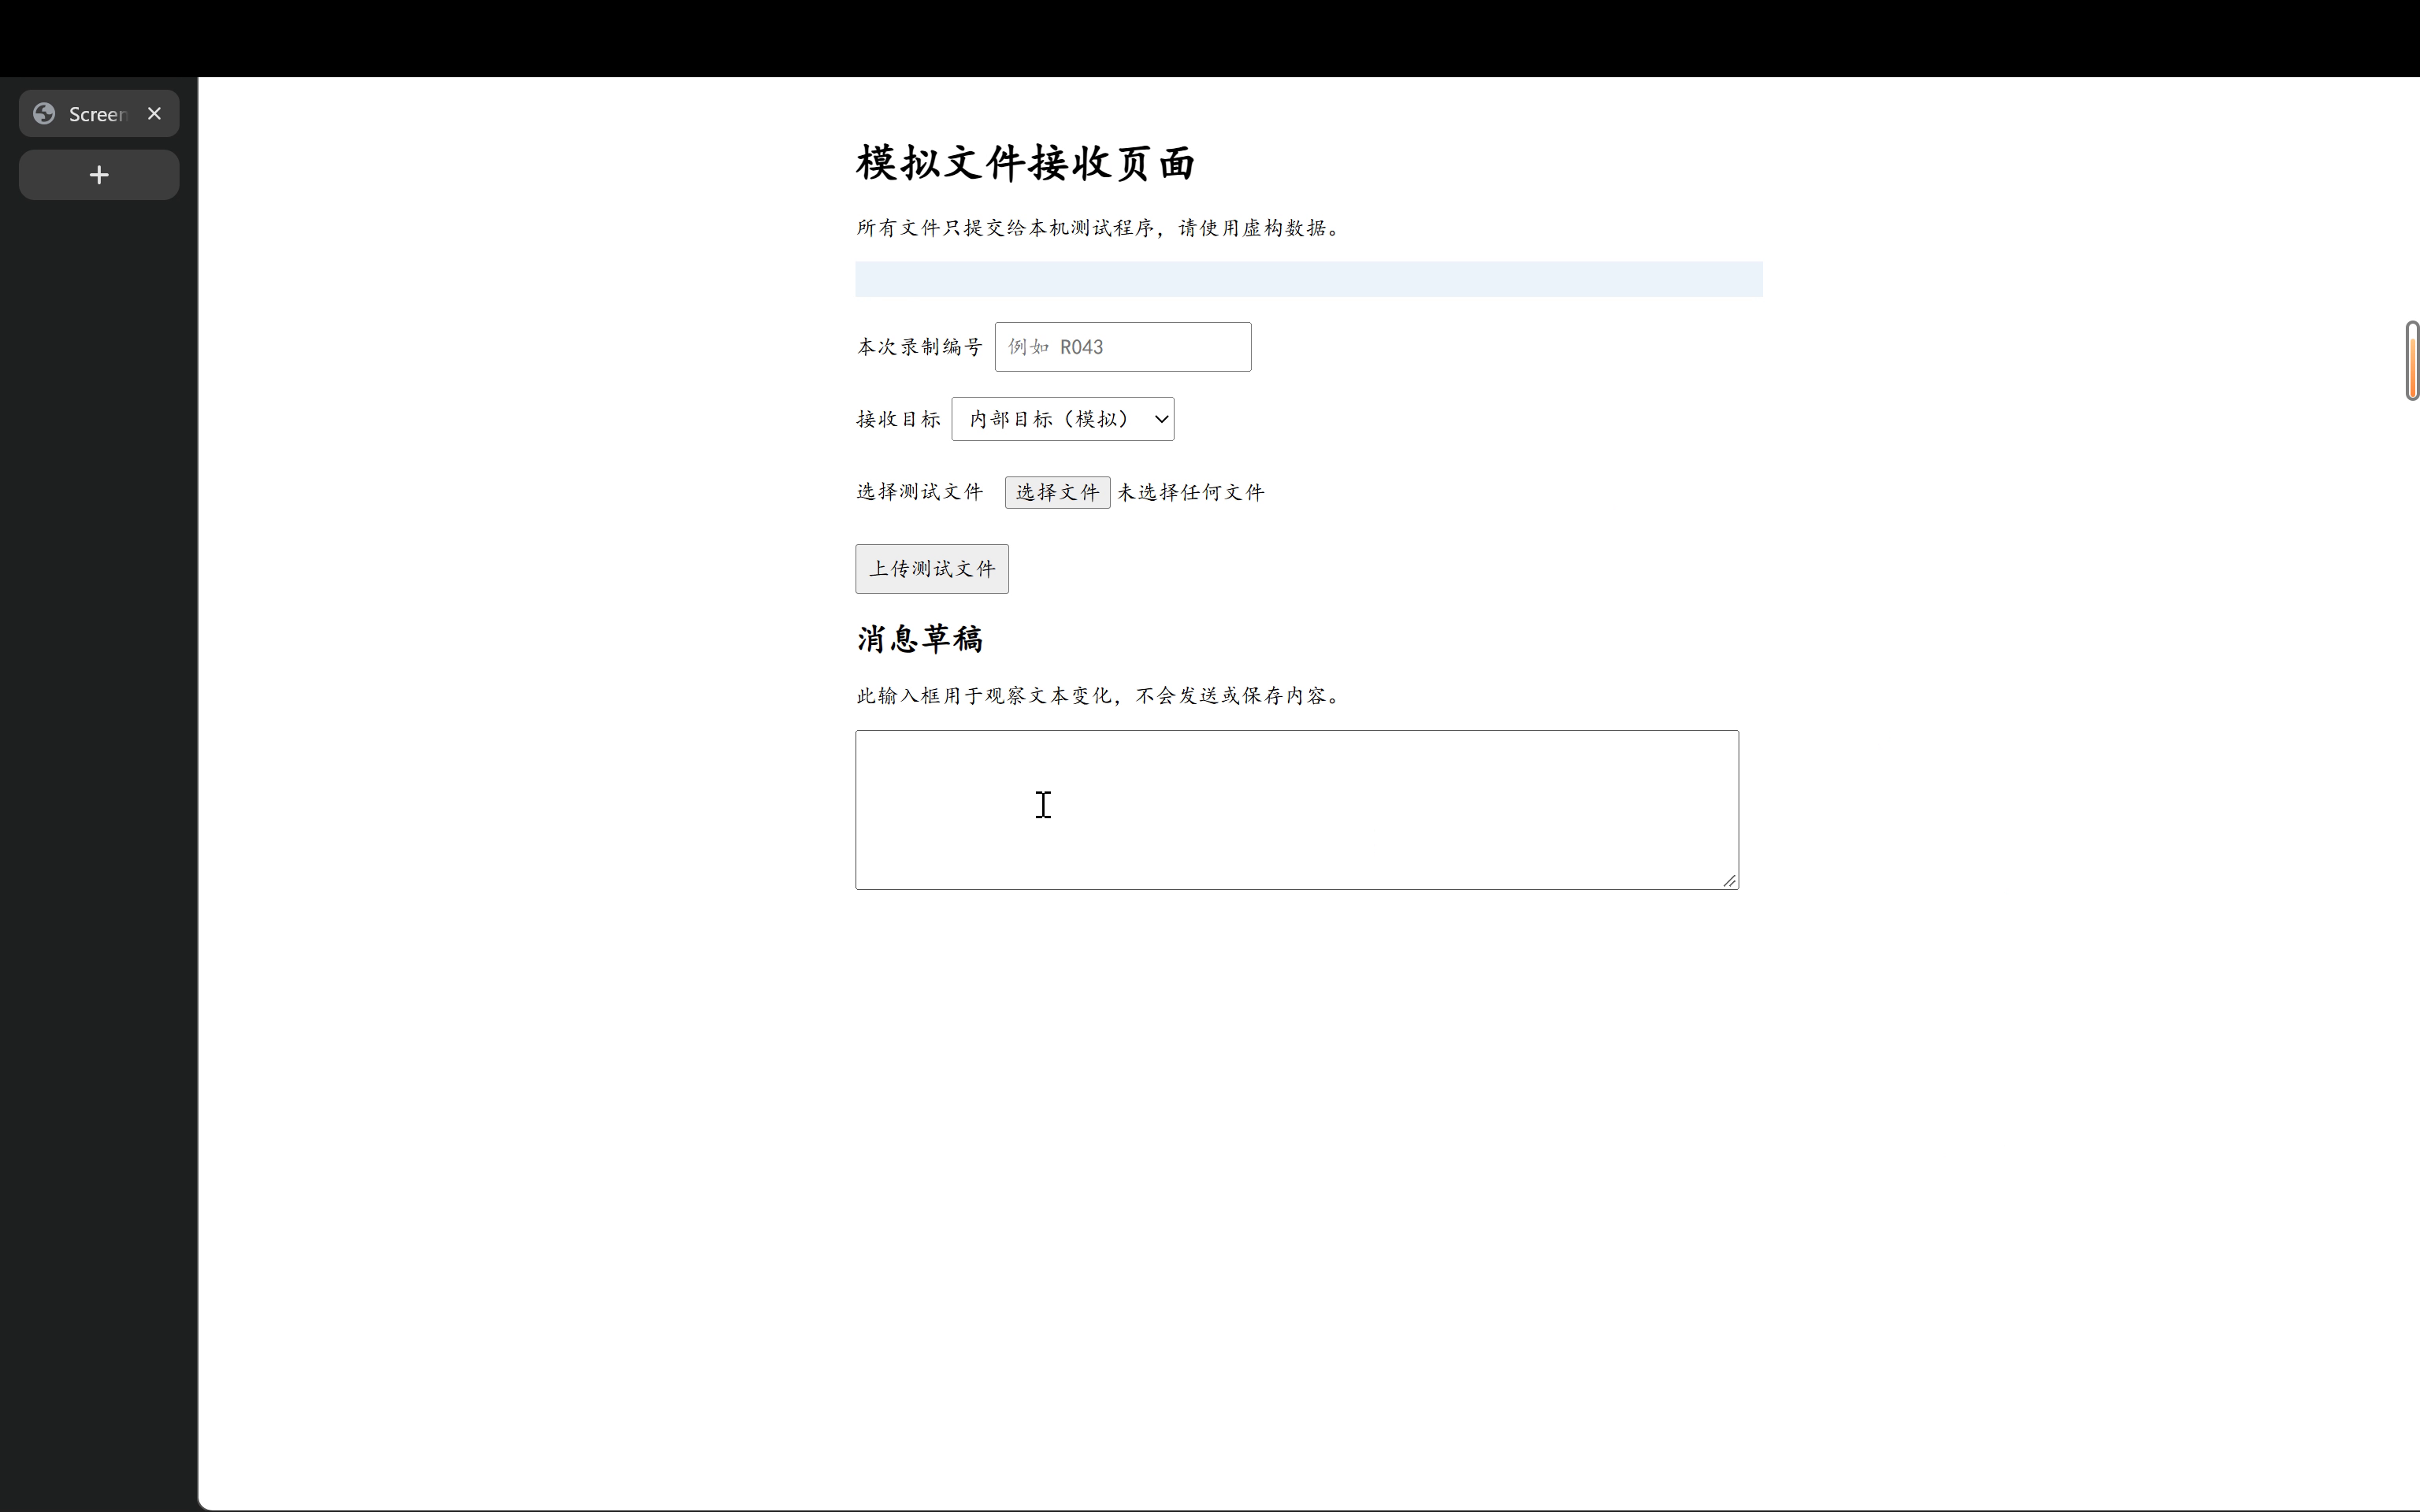 Screen
模拟文件接收页面
所有文件只提交给本机测试程序，请使用虚构数据。
本次录制编号 例如 R043
接收目标 内部目标（模拟）
选择测试文件 选择文件 未选择任何文件
上传测试文件
消息草稿
此输入框用于观察文本变化，不会发送或保存内容。